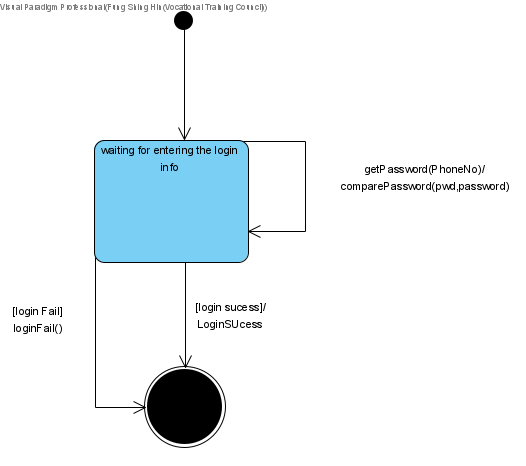 Visual Paradigm Professional(Fung Shing Hin(Vocational Training Council))
waiting for entering the login
info
getPassword(PhoneNo)/
comparePassword(pwd,password)
[login Fail]
loginFail()
[login sucess]/
LoginSUcess